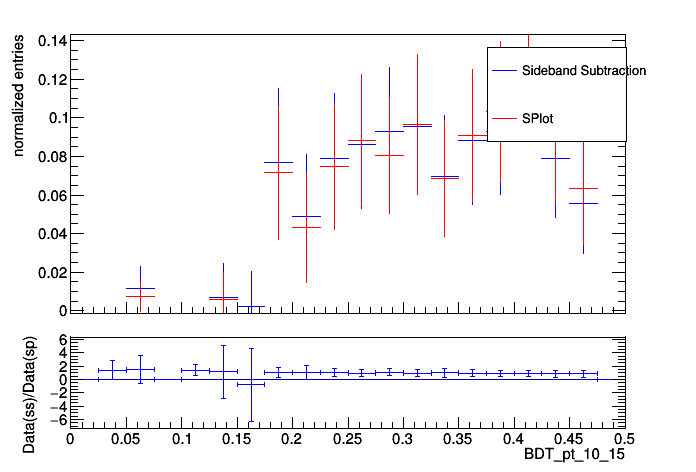 normalized entries
0.14
0.12
0.1
0.08
0.06
0.04
0.02
0
Sideband Subtraction
SPlot
Data(ss)/Data(sp)
6
4
2
0
−2
−4
−6
0 0.05 0.1 0.15 0.2 0.25 0.3 0.35 0.4 0.45 0.5
BDT_pt_10_15